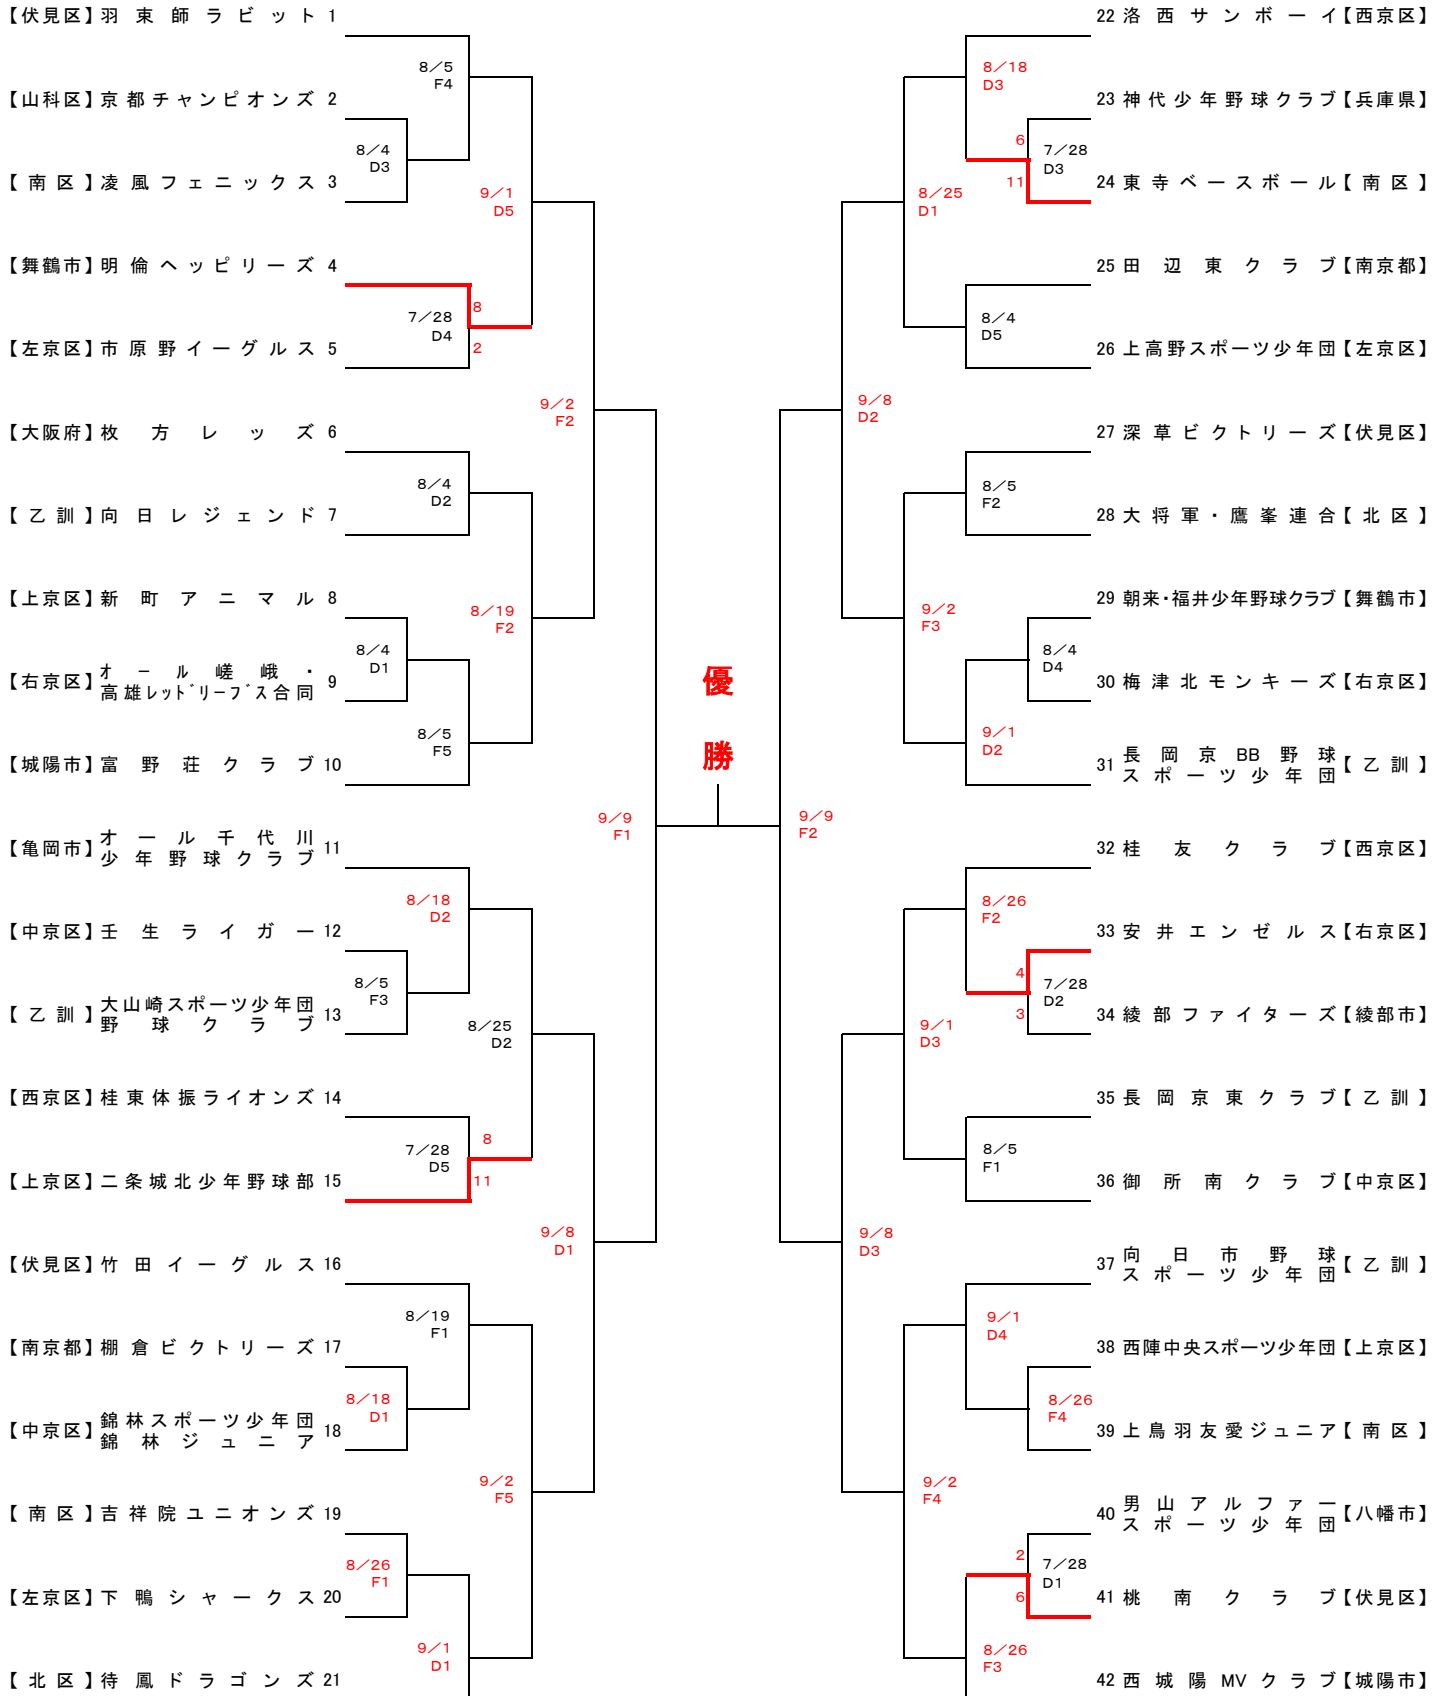 【伏見区】羽束師ラビット 1
8/5
F4
【山科区】京都チャンピオンズ 2
8/4
D3
【南区】凌風フェニックス 3
9/1
D5
【舞鶴市】明倫ヘッピリーズ 4
8
7/28
D4
2
【左京区】市原野イーグルス 5
9/2
F2
【大阪府】枚方レッズ 6
8/4
D2
【乙訓】向日レジェンド 7
【上京区】新町アニマル 8
8/19
F2
8/4
D1
【右京区】オール嵯峨・
高雄レッドリーブス合同 9
8/5
F5
【城陽市】富野荘クラブ 10
9/9
F1
【亀岡市】オール千代川
少年野球クラブ 11
8/18
D2
【中京区】壬生ライガー 12
8/5
F3
【乙訓】大山崎スポーツ少年団
野球クラブ 13
8/25
D2
【西京区】桂東体振ライオンズ 14
8
7/28
D5
11
【上京区】二条城北少年野球部 15
9/8
D1
【伏見区】竹田イーグルス 16
8/19
F1
【南京都】棚倉ビクトリーズ 17
8/18
D1
【中京区】錦林スポーツ少年団
錦林ジュニア 18
9/2
F5
【南区】吉祥院ユニオンズ 19
8/26
F1
【左京区】下鴨シャークス 20
9/1
D1
【北区】待鳳ドラゴンズ 21
優
勝
22 洛西サンボーイ【西京区】
8/18
D3
23 神代少年野球クラブ【兵庫県】
6
7/28
D3
11
24 東寺ベースボール【南区】
8/25
D1
25 田辺東クラブ【南京都】
8/4
D5
26 上高野スポーツ少年団【左京区】
9/8
D2
27 深草ビクトリーズ【伏見区】
8/5
F2
28 大将軍・鷹峯連合【北区】
29 朝来・福井少年野球クラブ【舞鶴市】
9/2
F3
8/4
D4
30 梅津北モンキーズ【右京区】
9/1
D2
31 長岡京BB野球
スポーツ少年団【乙訓】
9/9
F2
32 桂友クラブ【西京区】
8/26
F2
33 安井エンゼルス【右京区】
4
7/28
D2
3
34 綾部ファイターズ【綾部市】
9/1
D3
35 長岡京東クラブ【乙訓】
8/5
F1
36 御所南クラブ【中京区】
9/8
D3
37 向日市野球
スポーツ少年団【乙訓】
9/1
D4
38 西陣中央スポーツ少年団【上京区】
8/26
F4
39 上鳥羽友愛ジュニア【南区】
9/2
F4
40 男山アルファー
スポーツ少年団【八幡市】
2
7/28
D1
6
41 桃南クラブ【伏見区】
8/26
F3
42 西城陽MVクラブ【城陽市】